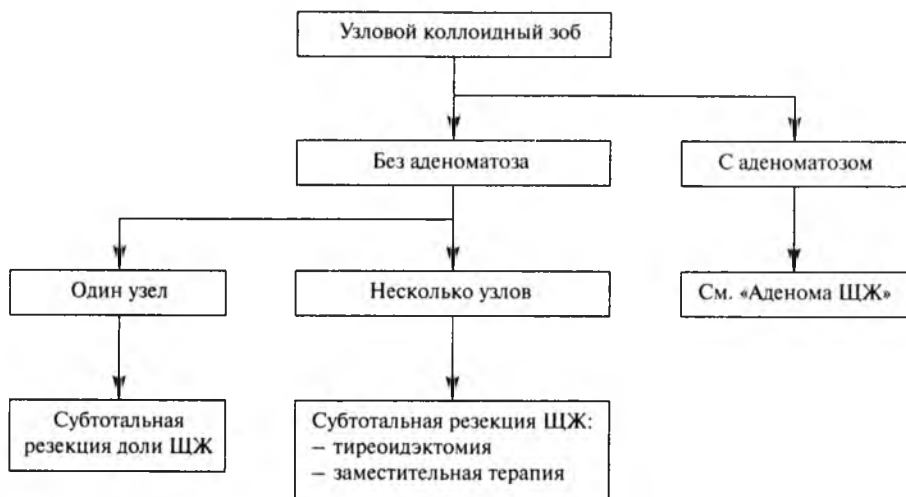 Узловой коллоидный зоб
Без аденоматоза
С аденоматозом
Один узел
Несколько узлов
См. «Аденома ЩЖ»
Субтотальная
резекция доли ЩЖ
Субтотальная резекция ЩЖ:
– тиреоидэктомия
– заместительная терапия